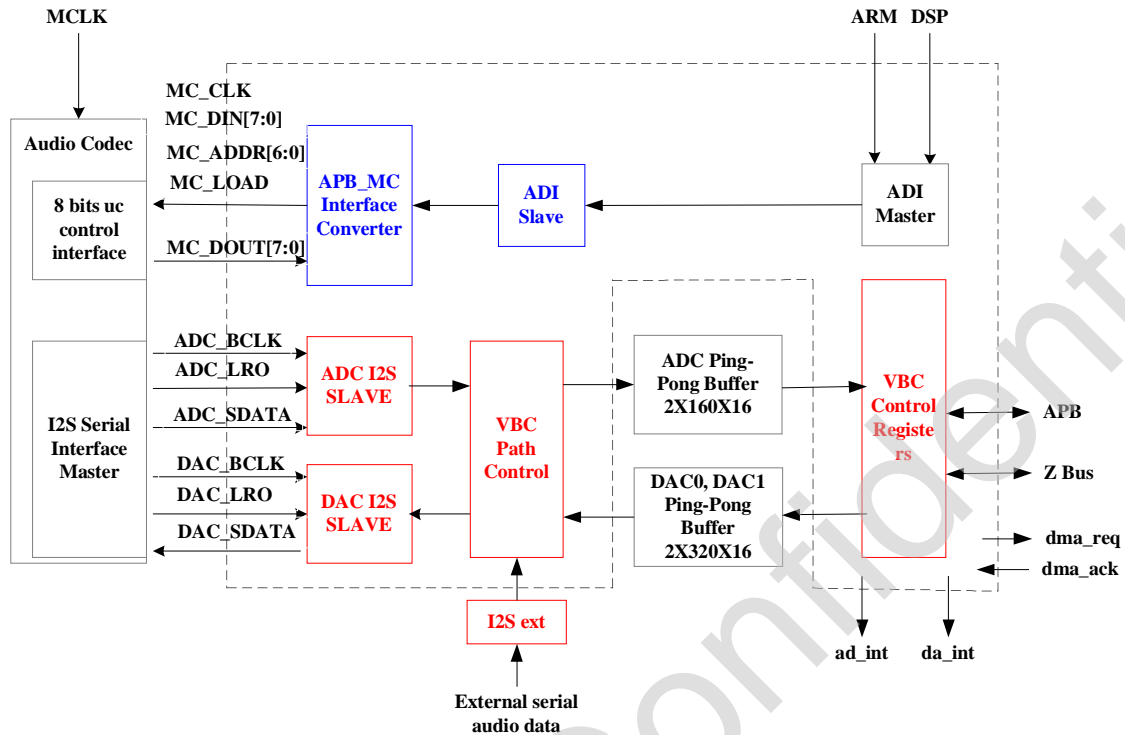 MCLK
ARM DSP
MC_CLK
MC_DIN[7:0]
Audio Codec
MC_ADDR[6:0]
MC_LOAD
8 bits uc
control
interface
MC_DOUT[7:0]
APB_MC
Interface
Converter
ADI
Slave
ADI
Master
ADC_BCLK
ADC_LRO
ADC_SDATA
I2S Serial
Interface
Master
DAC_BCLK
DAC_LRO
DAC_SDATA
ADC I2S
SLAVE
DAC I2S
SLAVE
VBC
Path
Control
ADC Ping-
Pong Buffer
2X160X16
DAC0, DAC1
Ping-Pong
Buffer
2X320X16
VBC
Control
Registe
rs
APB
Z Bus
dma_req
dma_ack
I2S ext
ad_int
da_int
External serial
audio data
Confidenti